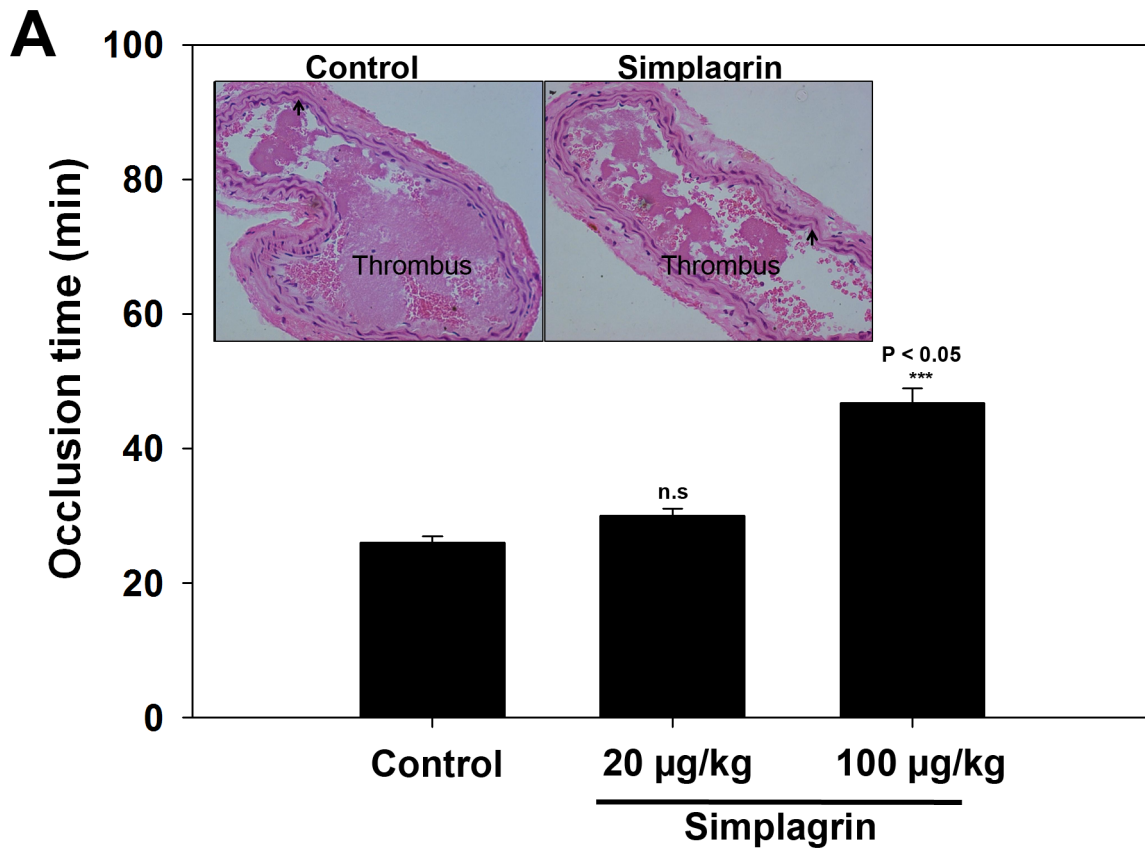 A
100
80
60
40
20
0
Occlusion time (min)
Control
Simplagrin
Thrombus
Thrombus
P < 0.05
***
n.s
Control
20 µg/kg
100 µg/kg
Simplagrin